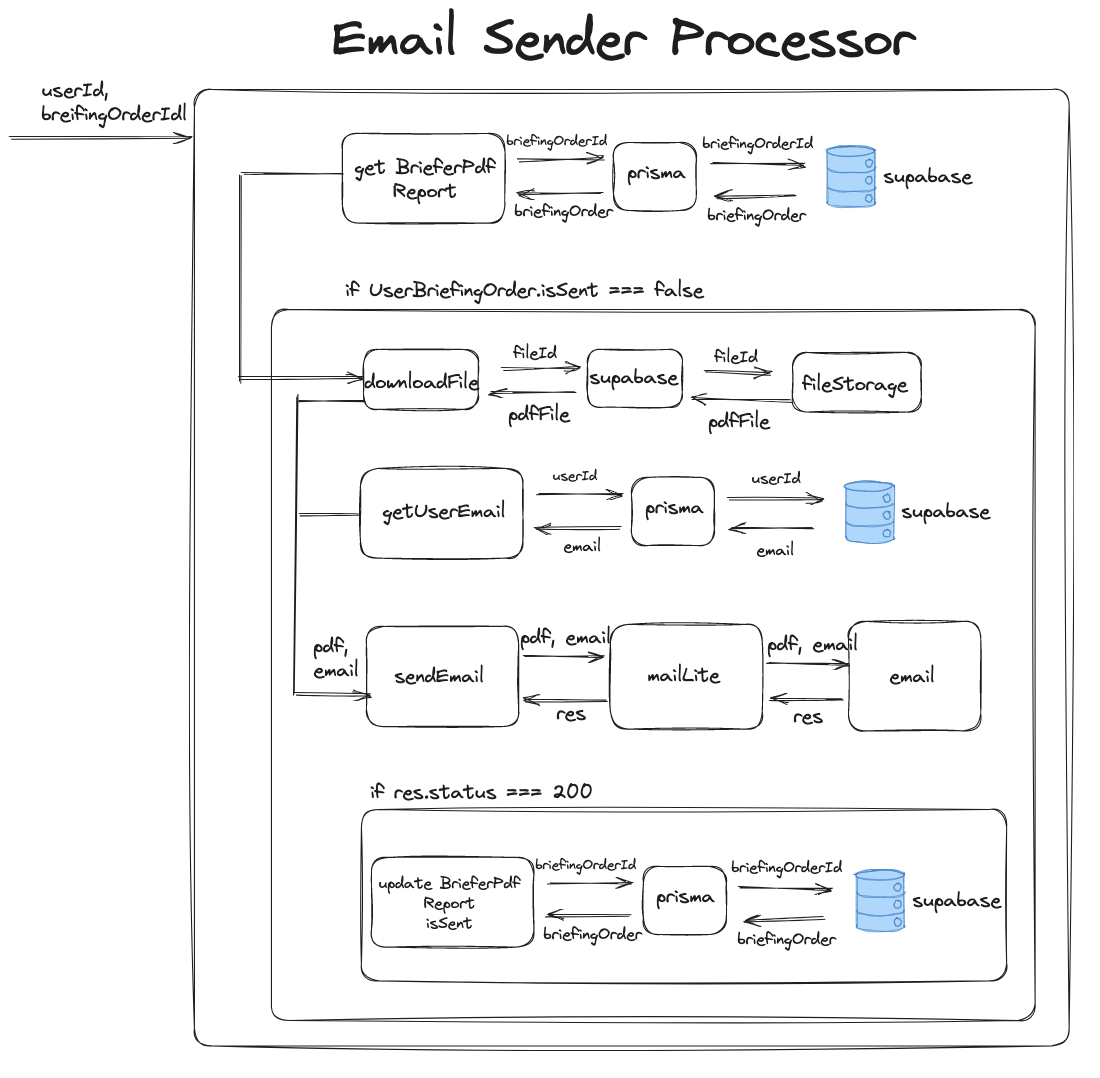 Email Sender Processor
userId,
breifingOrderIdl
get BrieferPdf
Report
briefingOrderId
briefingOrder
prisma
briefingOrderId
briefingOrder
supabase
if UserBriefingOrder.isSent === false
downloadFile
fileId
pdfFile
supabase
fileId
pdfFile
fileStorage
getUserEmail
userId
email
prisma
userId
email
supabase
pdf,
email
sendEmail
pdf, email
res
mailLite
pdf, email
res
email
if res.status === 200
update BrieferPdf
Report
isSent
briefingOrderId
briefingOrder
prisma
briefingOrderId
briefingOrder
supabase